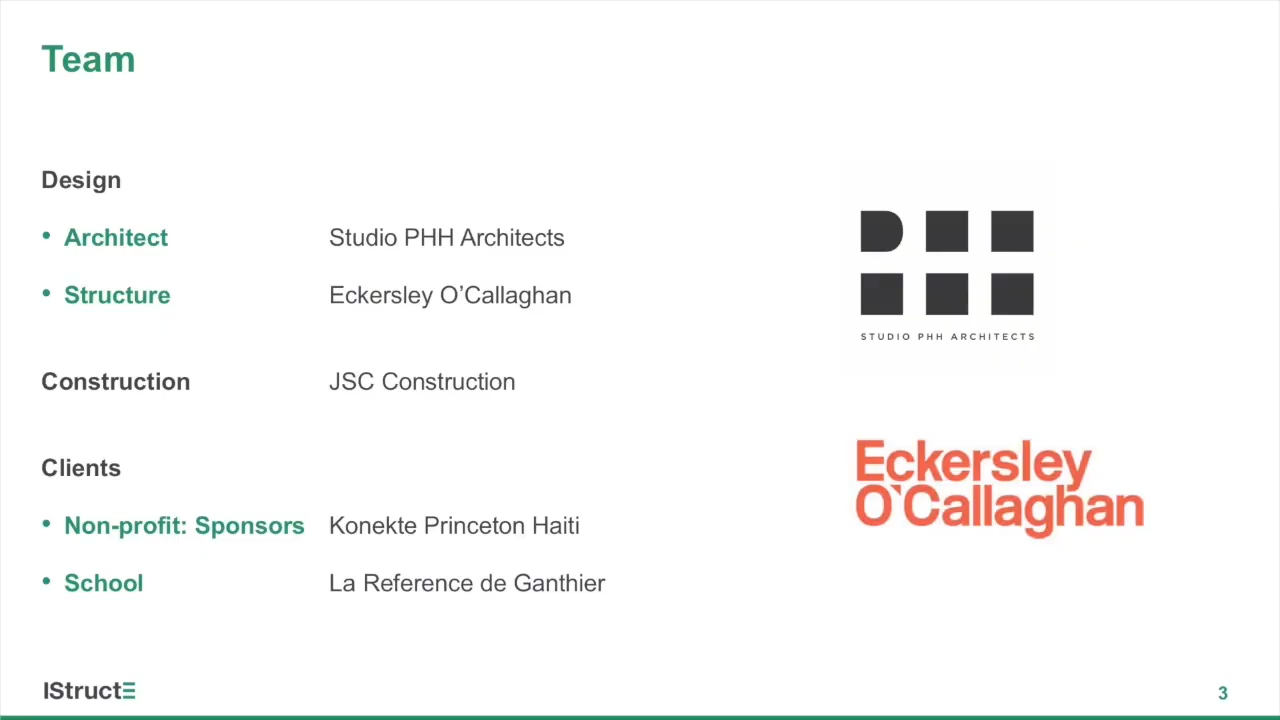 Team
Design
• Architect Studio PHH Architects
• Structure Eckersley O’Callaghan
Construction JSC Construction
Clients
• Non-profit: Sponsors Konekte Princeton Haiti
• School La Reference de Ganthier
PHH
STUDIO PHH ARCHITECTS
Eckersley
O’Callaghan
IStructE
3